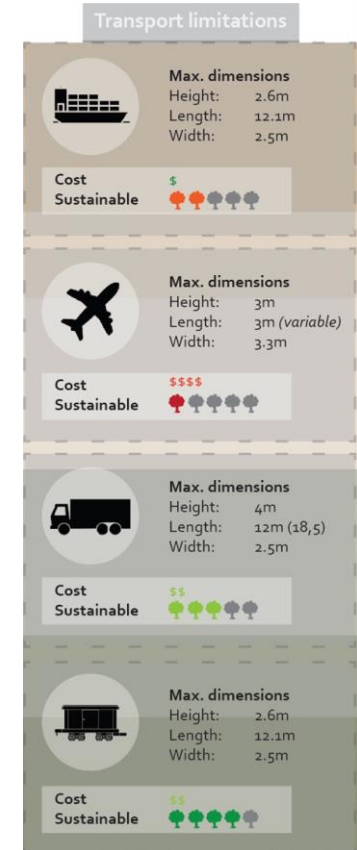 Transport limitations
Max. dimensions
Height: 2.6m
Length: 12.1m
Width: 2.5m
Cost $
Sustainable
Max. dimensions
Height: 3m
Length: 3m (variable)
Width: 3.3m
Cost $$$$
Sustainable
Max. dimensions
Height: 4m
Length: 12m (18,5)
Width: 2.5m
Cost $$
Sustainable
Max. dimensions
Height: 2.6m
Length: 12.1m
Width: 2.5m
Cost $$
Sustainable